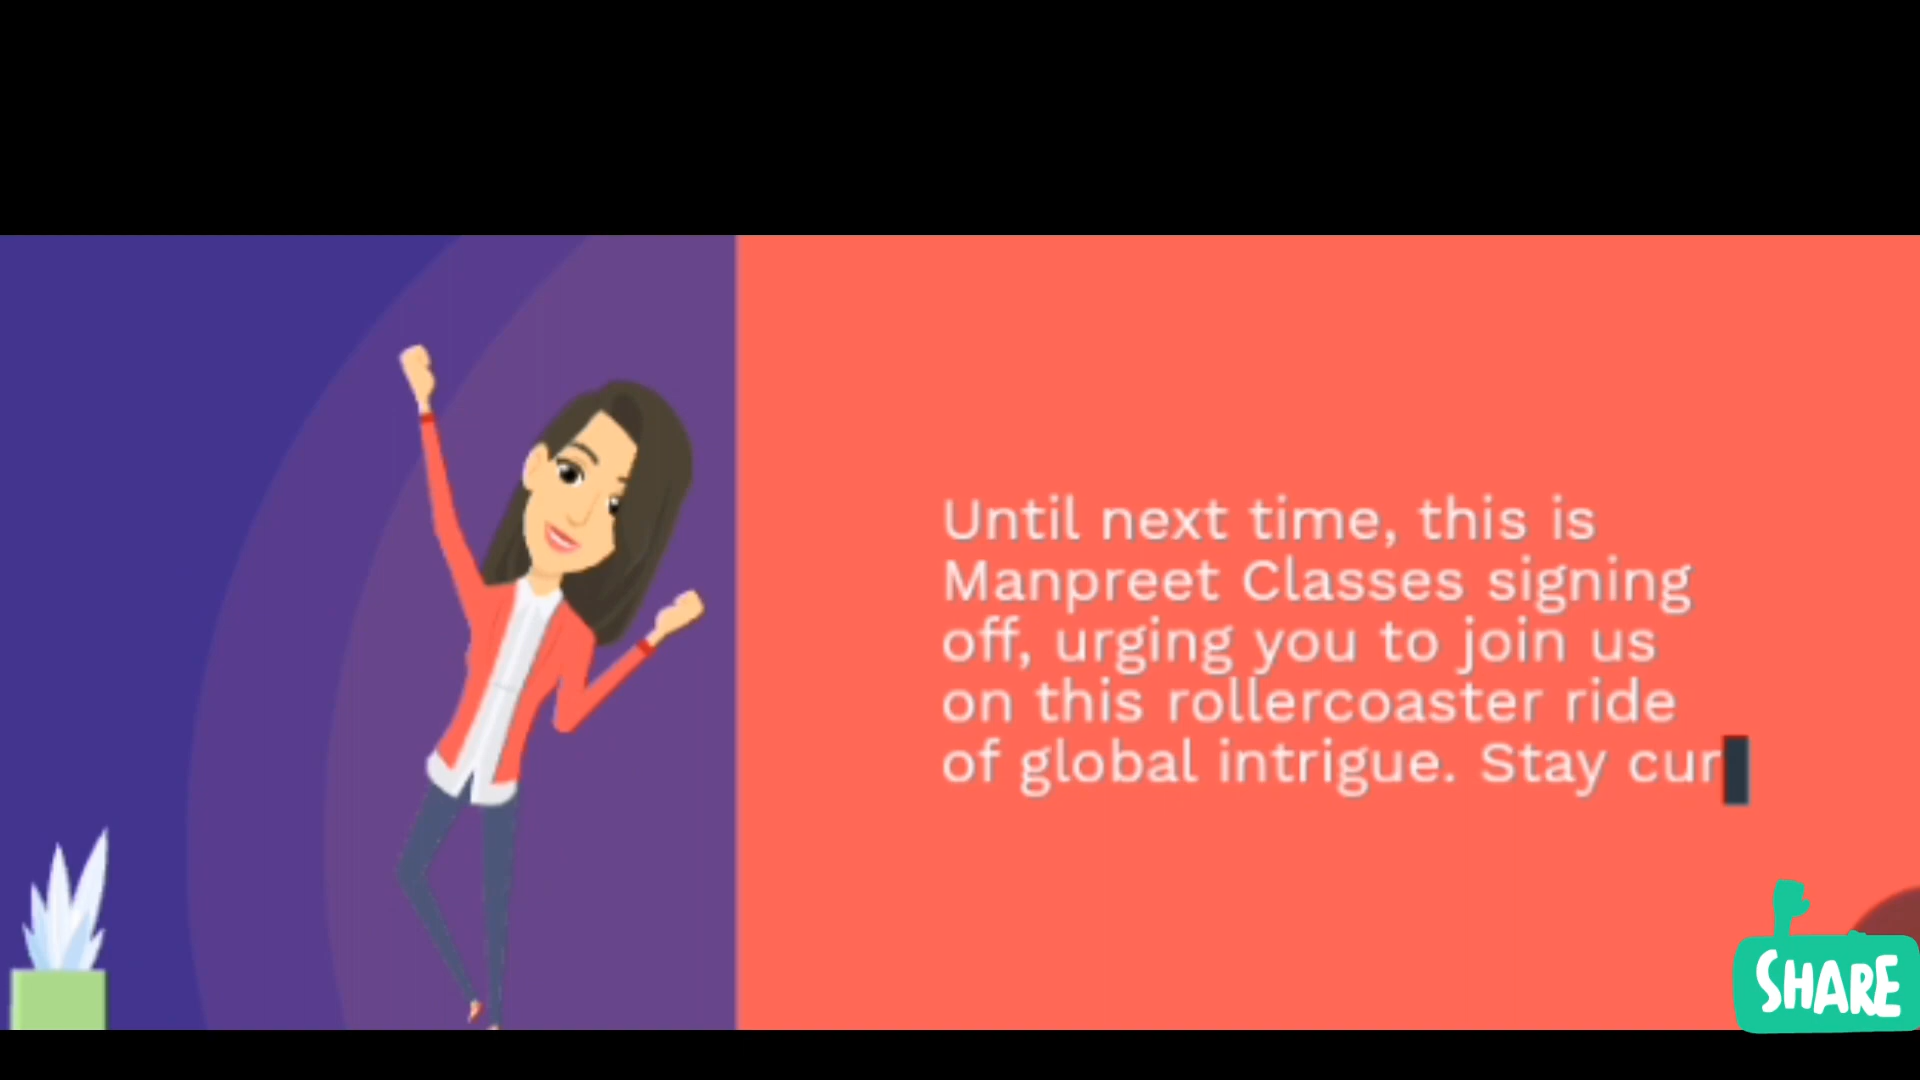 Until next time, this is
Manpreet Classes signing
off, urging you to join us
on this rollercoaster ride
of global intrigue. Stay cur
SHARE